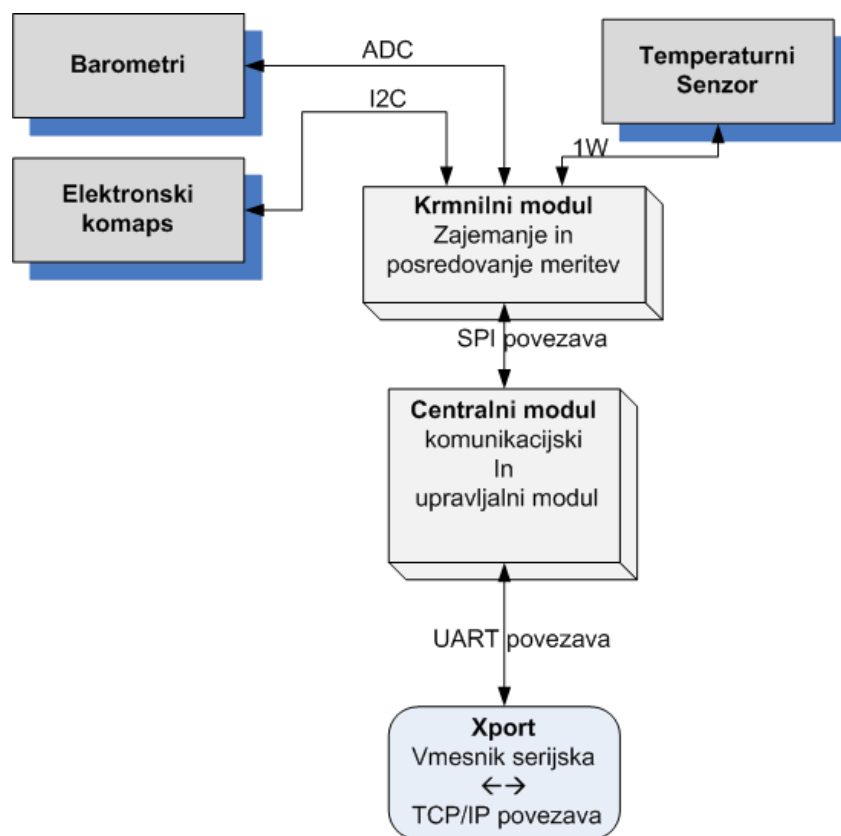 Barometri
ADC
Temperaturni
Senzor
I2C
1W
Elektronski
komaps
Krmnilni modul
Zajemanje in
posredovanje meritev
SPI povezava
Centralni modul
komunikacijski
In
upravljalni modul
UART povezava
Xport
Vmesnik serijska
←→
TCP/IP povezava